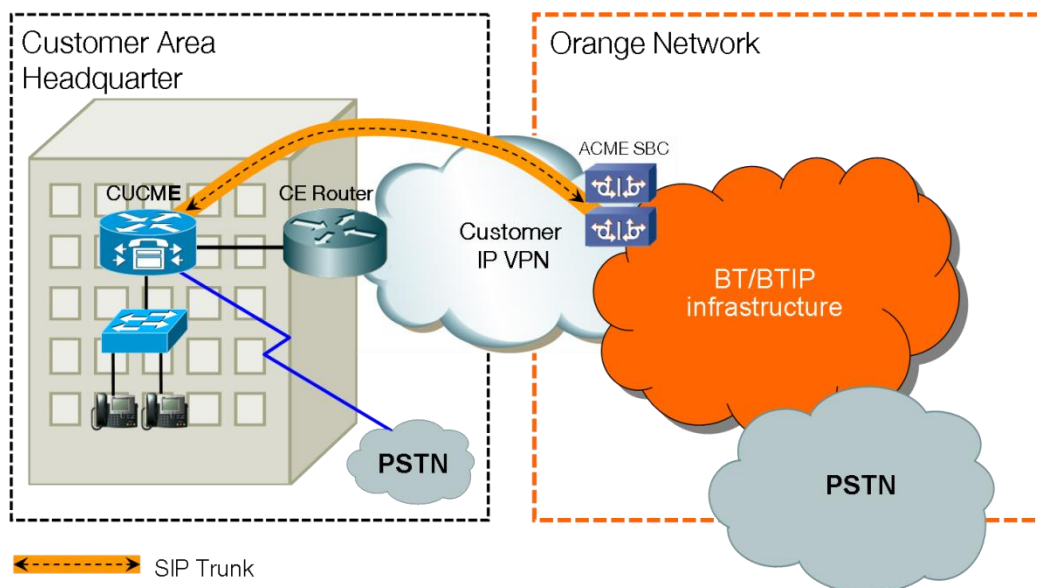 Customer Area
Headquarter
Orange Network
ACME SBC
CUCME
CE Router
Customer
IP VPN
BT/BTIP
infrastructure
PSTN
PSTN
SIP Trunk